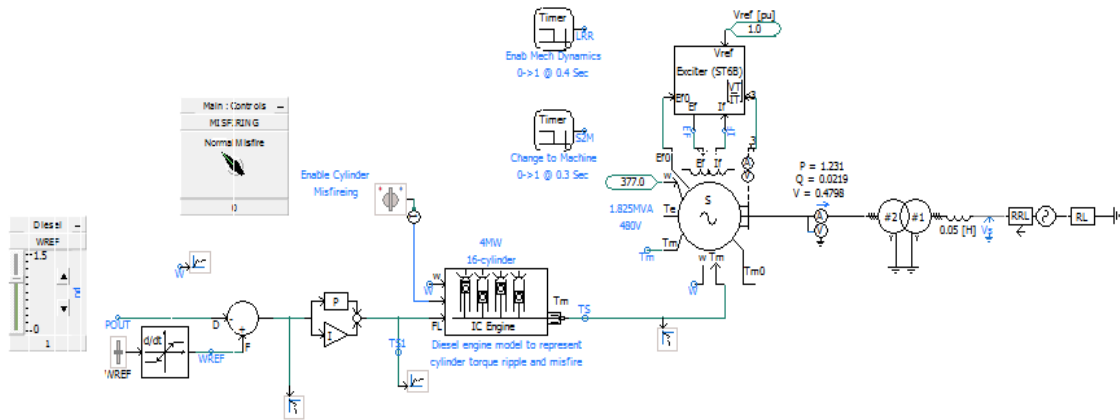 Timer
LRR
Enab Mech Dynamics
0->1 @ 0.4 Sec
Vref [pu]
1.0
Vref
Exciter (ST6B)
Ef0
VT
IT
3
Ef
If
Main : Controls
MISFIRING
Normal Misfire
0
Timer
S2M
Change to Machine
0->1 @ 0.3 Sec
Ef
If
3
Ef0
Ef
If
A
V
Enable Cylinder
Misfireing
w
377.0
S
P = 1.231
Q = 0.0219
V = 0.4798
1.825MVA
480V
Te
A
V
#2
#1
0.05 [H]
RRL
RL
Diesel
WREF
1.5
0
1
pu
W
4MW
16-cylinder
Tm
Tm
w Tm
Tm0
W
w
W
Tm
FL
IC Engine
TS
P
I
POUT
D
-
+
F
d/dt
WREF
WREF
TS1
Diesel engine model to represent
cylinder torque ripple and misfire